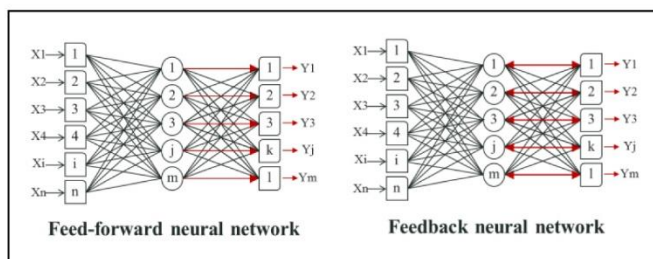 X1 1
X2 2
X3 3
X4 4
Xi i
Xn n
1
2
3
j
m
1 Y1
2 Y2
3 Y3
k Yj
l Ym
Feed-forward neural network
X1 1
X2 2
X3 3
X4 4
Xi i
Xn n
1
2
3
j
m
1 Y1
2 Y2
3 Y3
k Yj
l Ym
Feedback neural network